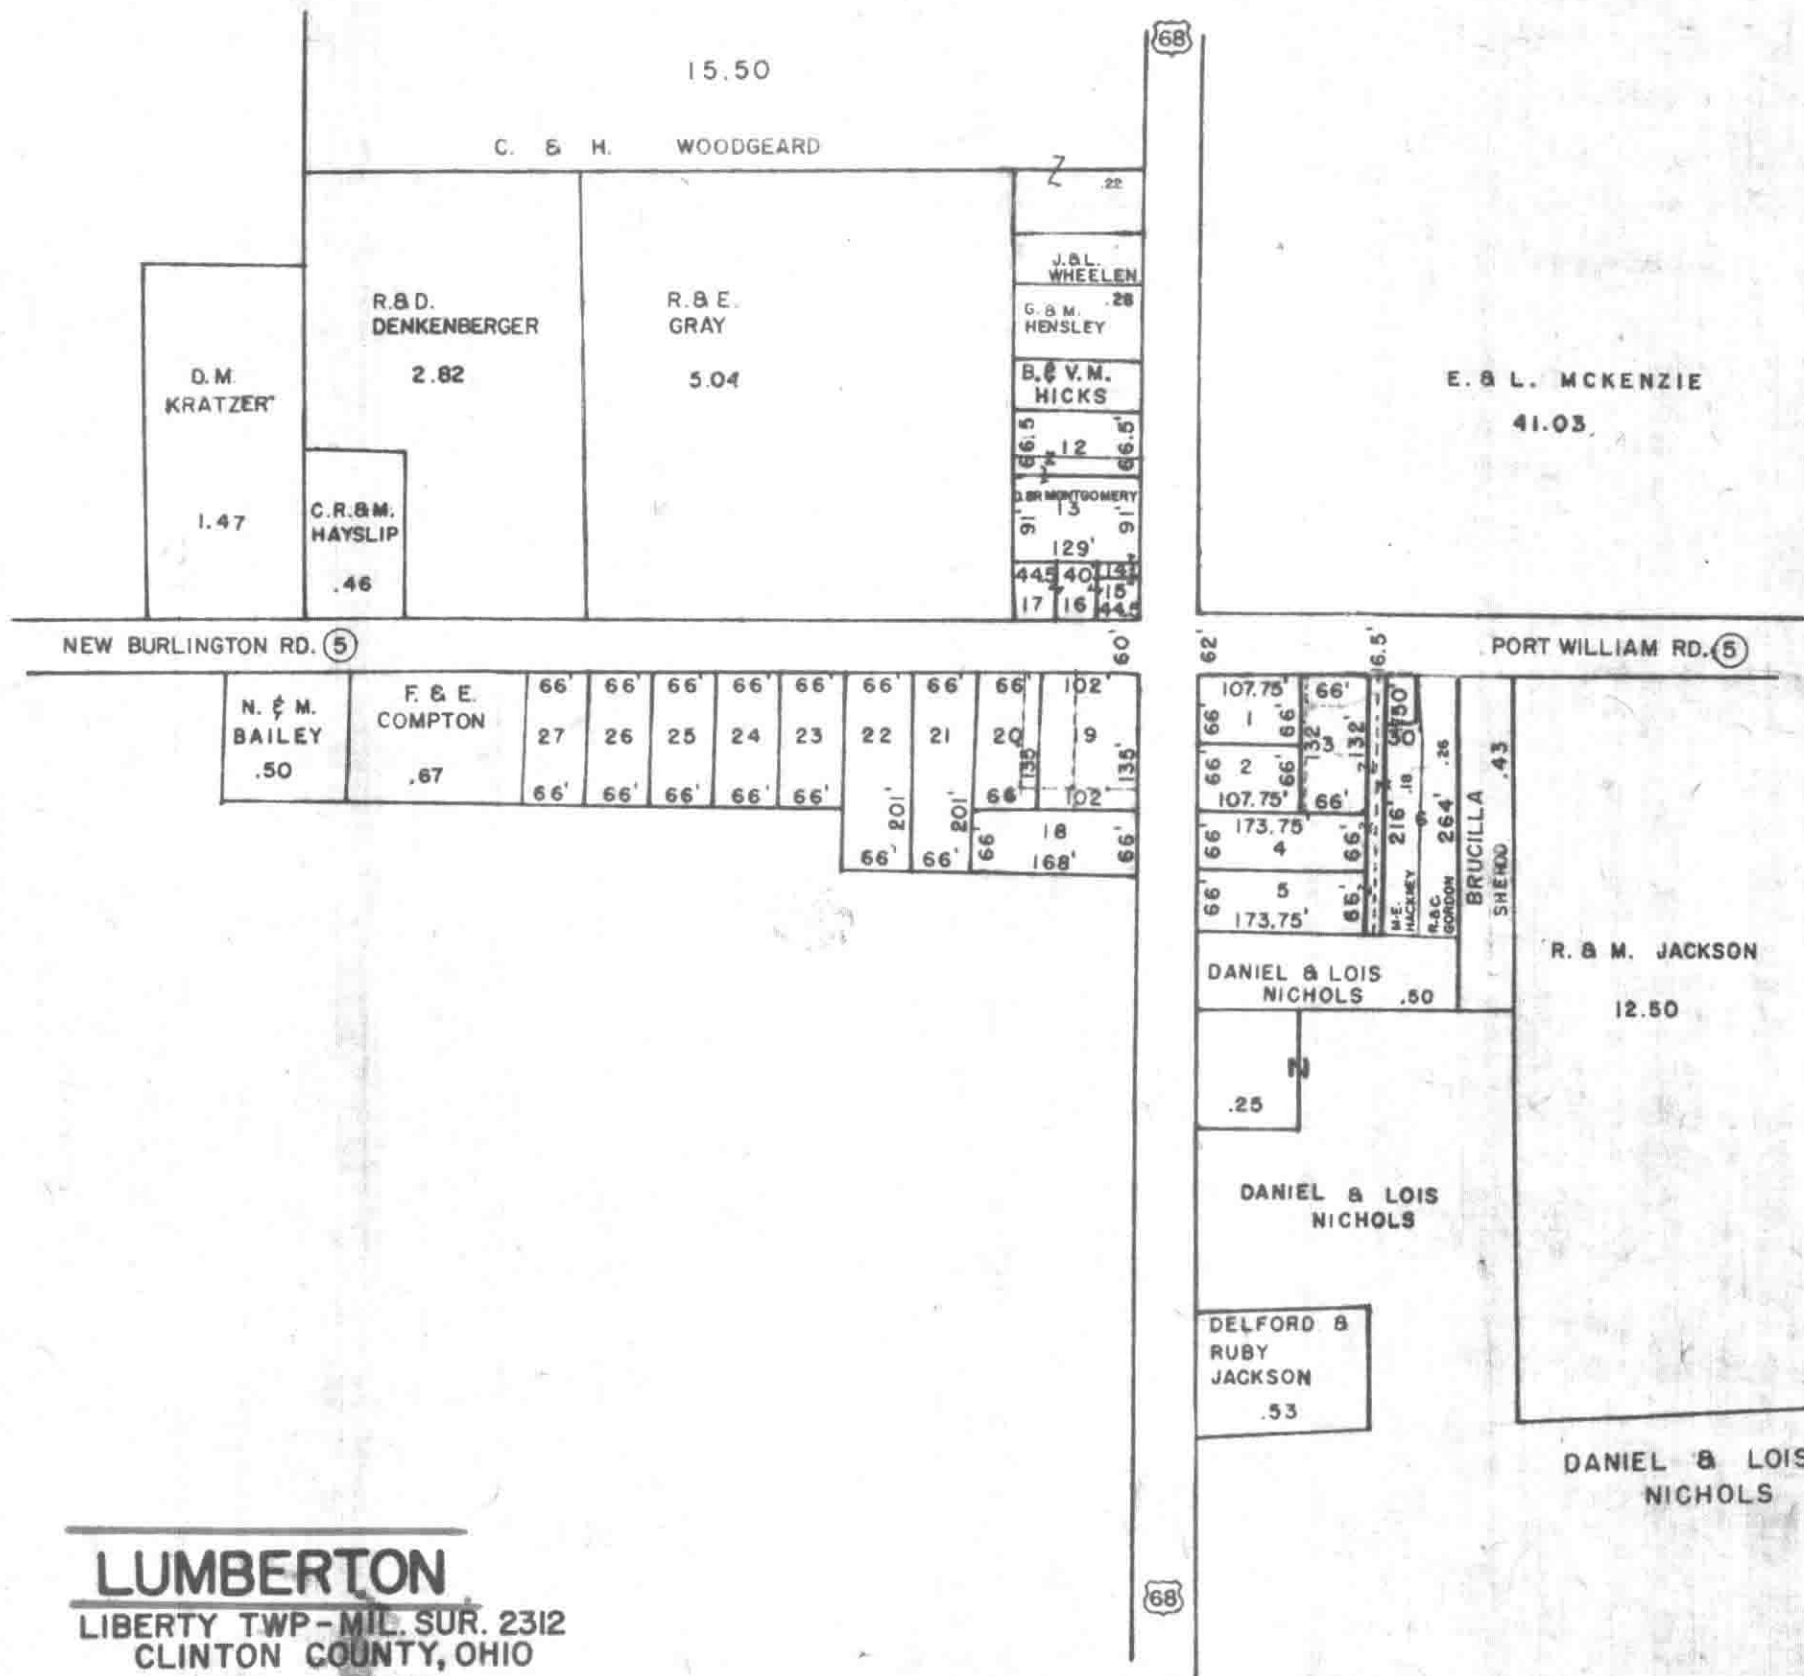 68
15.50
C. & H. WOODGEARD
Z .22
J.&L.
WHEELEN
.28
G. & M.
HENSLEY
B. & V. M.
HICKS
66.5 12 66.5'
R.& D.
DENKENBERGER
2.82
R.& E.
GRAY
5.04
D.M.
KRATZER
1.47
C.R.&M.
HAYSLIP
.46
E. & L. MCKENZIE
41.03
MONTGOMERY
91' 13 91'
129'
44.5 40 14
17 16 15
44.5
NEW BURLINGTON RD. 5
60'
62'
PORT WILLIAM RD. 5
N. & M.
BAILEY
.50
F. & E.
COMPTON
.67
66' 66' 66' 66' 66' 66' 66' 66' 102'
27 26 25 24 23 22 21 20 19
135' 135'
66' 66' 66' 66' 66' 66' 102'
201' 201'
66' 66'
66' 18 66'
168'
107.75' 66'
66' 1 66'
132' 3 132'
66' 2 66'
107.75' 66'
173.75'
66' 4 66'
66' 5 66'
173.75'
50'
216' .18
M.E.
HACKNEY
.26
264'
R.&C.
GORDON
BRUCILLA
SHEHDD
.43
DANIEL & LOIS
NICHOLS .50
R. & M. JACKSON
12.50
N
.25
DANIEL & LOIS
NICHOLS
DELFORD &
RUBY
JACKSON
.53
DANIEL & LOIS
NICHOLS
68
LUMBERTON
LIBERTY TWP-MIL. SUR. 2312
CLINTON COUNTY, OHIO